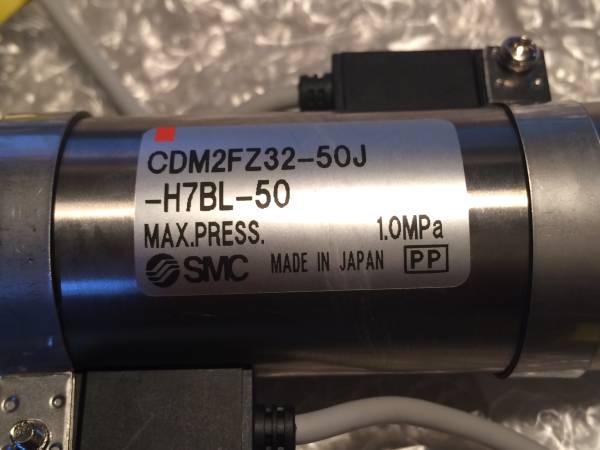 CDM2FZ32-50J
-H7BL-50
MAX.PRESS. 1.0MPa
SMC MADE IN JAPAN PP